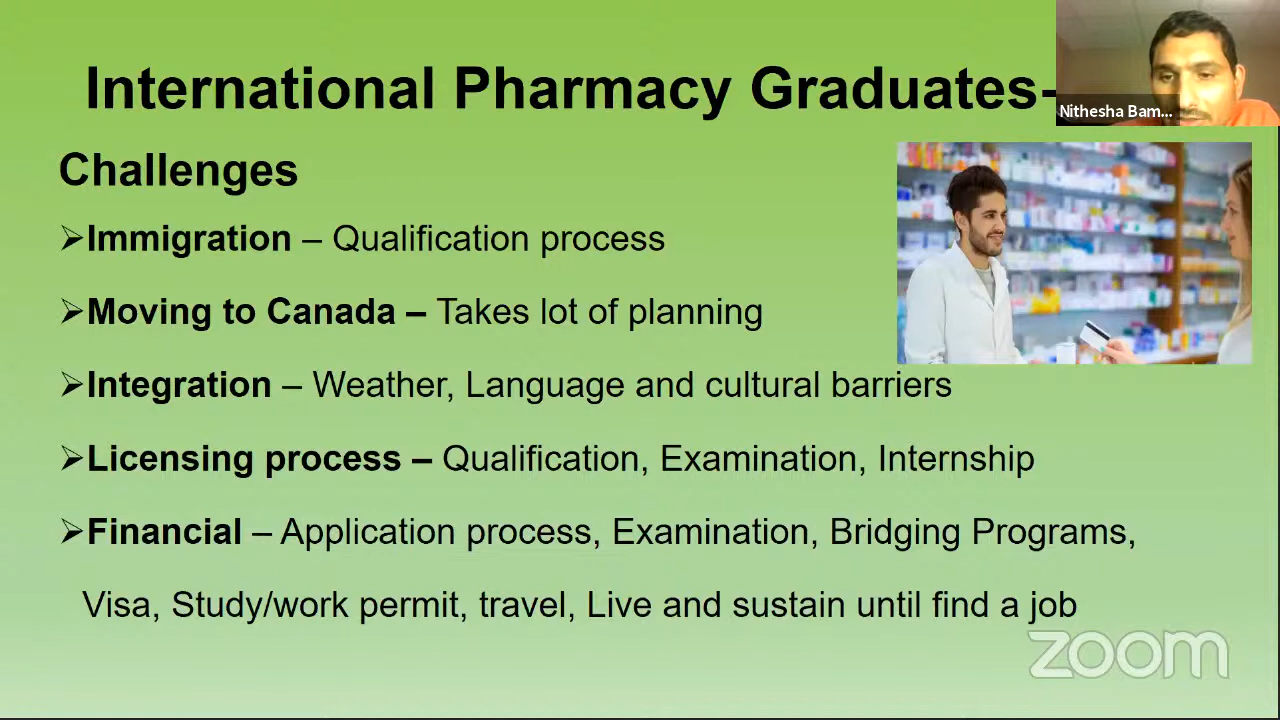 International Pharmacy Graduates-
Nithesha Bam...
Challenges
➢Immigration – Qualification process
➢Moving to Canada – Takes lot of planning
➢Integration – Weather, Language and cultural barriers
➢Licensing process – Qualification, Examination, Internship
➢Financial – Application process, Examination, Bridging Programs,
Visa, Study/work permit, travel, Live and sustain until find a job
zoom